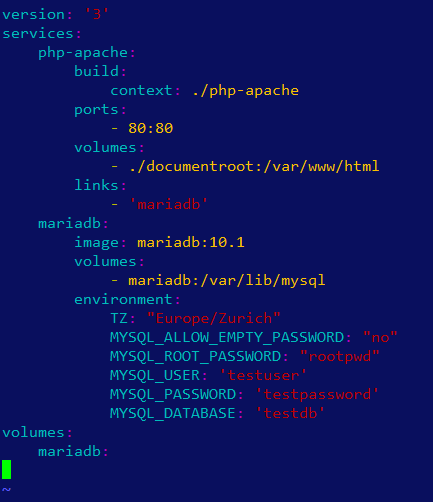 version: '3'
services:
    php-apache:
        build:
            context: ./php-apache
        ports:
            - 80:80
        volumes:
            - ./documentroot:/var/www/html
        links:
            - 'mariadb'
    mariadb:
        image: mariadb:10.1
        volumes:
            - mariadb:/var/lib/mysql
        environment:
            TZ: "Europe/Zurich"
            MYSQL_ALLOW_EMPTY_PASSWORD: "no"
            MYSQL_ROOT_PASSWORD: "rootpwd"
            MYSQL_USER: 'testuser'
            MYSQL_PASSWORD: 'testpassword'
            MYSQL_DATABASE: 'testdb'
volumes:
    mariadb:
~